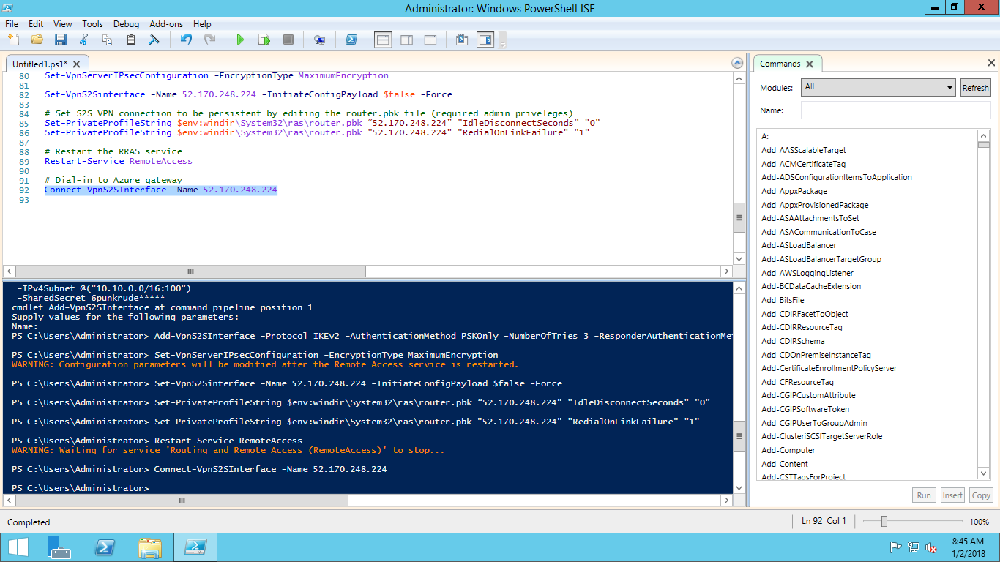 Administrator: Windows PowerShell ISE
File Edit View Tools Debug Add-ons Help
Untitled1.ps1*
80 Set-VpnServerIPsecConfiguration -EncryptionType MaximumEncryption
81
82 Set-VpnS2Sinterface -Name 52.170.248.224 -InitiateConfigPayload $false -Force
83
84 # Set S2S VPN connection to be persistent by editing the router.pbk file (required admin priveleges)
85 Set-PrivateProfileString $env:windir\System32\ras\router.pbk “52.170.248.224” "IdleDisconnectSeconds" "0"
86 Set-PrivateProfileString $env:windir\System32\ras\router.pbk "52.170.248.224” "RedialOnLinkFailure" "1"
87
88 # Restart the RRAS service
89 Restart-Service RemoteAccess
90
91 # Dial-in to Azure gateway
92 Connect-VpnS2SInterface -Name 52.170.248.224
93
-IPv4Subnet @("10.10.0.0/16:100")
-SharedSecret 6punkrude*****
cmdlet Add-VpnS2SInterface at command pipeline position 1
Supply values for the following parameters:
Name:
PS C:\Users\Administrator> Add-VpnS2SInterface -Protocol IKEv2 -AuthenticationMethod PSKOnly -NumberOfTries 3 -ResponderAuthenticationMe
PS C:\Users\Administrator> Set-VpnServerIPsecConfiguration -EncryptionType MaximumEncryption
WARNING: Configuration parameters will be modified after the Remote Access service is restarted.
PS C:\Users\Administrator> Set-VpnS2Sinterface -Name 52.170.248.224 -InitiateConfigPayload $false -Force
PS C:\Users\Administrator> Set-PrivateProfileString $env:windir\System32\ras\router.pbk “52.170.248.224” "IdleDisconnectSeconds" "0"
PS C:\Users\Administrator> Set-PrivateProfileString $env:windir\System32\ras\router.pbk "52.170.248.224” "RedialOnLinkFailure" "1"
PS C:\Users\Administrator> Restart-Service RemoteAccess
WARNING: Waiting for service 'Routing and Remote Access (RemoteAccess)' to stop...
PS C:\Users\Administrator> Connect-VpnS2SInterface -Name 52.170.248.224
PS C:\Users\Administrator>
Commands
Modules: All Refresh
Name:
A:
Add-AASScalableTarget
Add-ACMCertificateTag
Add-ADSConfigurationItemsToApplication
Add-AppxPackage
Add-AppxProvisionedPackage
Add-ASAAttachmentsToSet
Add-ASACommunicationToCase
Add-ASLoadBalancer
Add-ASLoadBalancerTargetGroup
Add-AWSLoggingListener
Add-BCDataCacheExtension
Add-BitsFile
Add-CDIRFacetToObject
Add-CDIRResourceTag
Add-CDIRSchema
Add-CDOnPremiseInstanceTag
Add-CertificateEnrollmentPolicyServer
Add-CFResourceTag
Add-CGIPCustomAttribute
Add-CGIPSoftwareToken
Add-CGIPUserToGroupAdmin
Add-ClusteriSCSITargetServerRole
Add-Computer
Add-Content
Add-CSTTagsForProject
Run Insert Copy
Completed
Ln 92 Col 1
100%
8:45 AM
1/2/2018